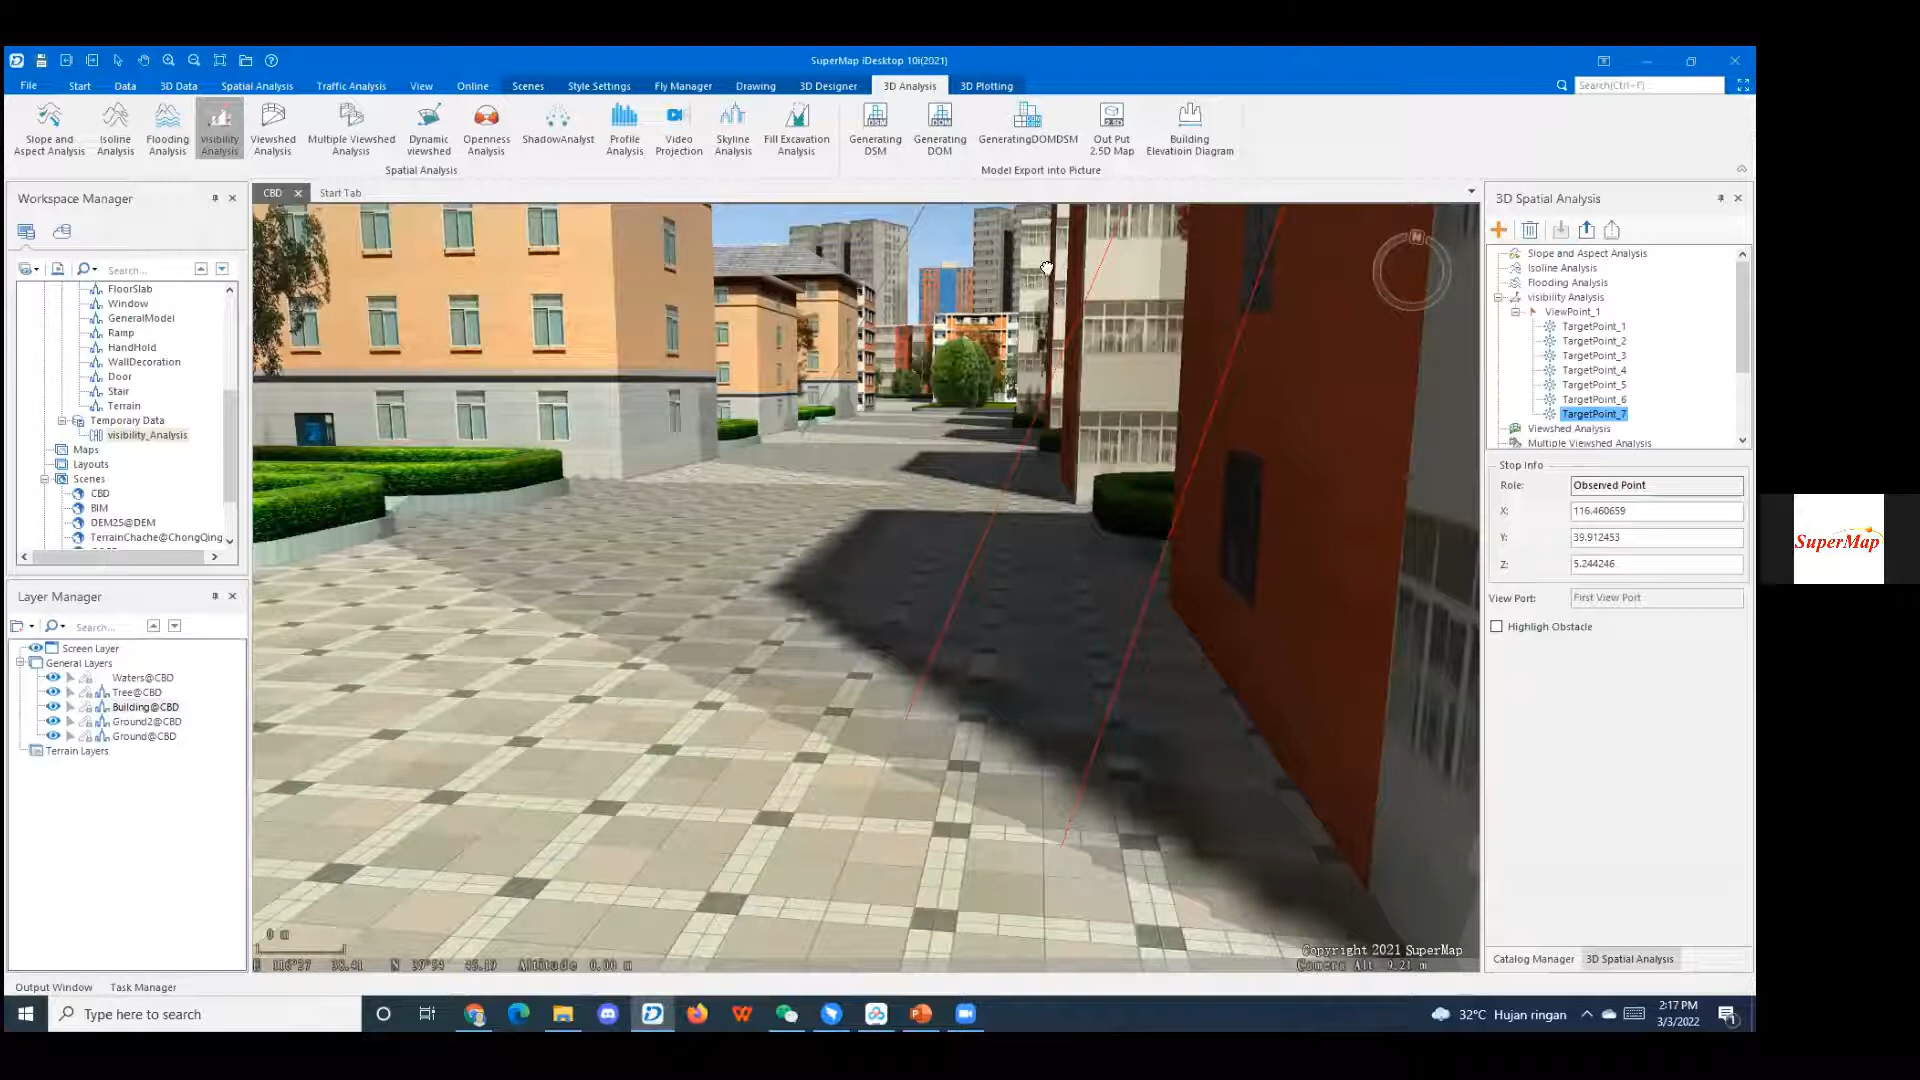 SuperMap iDesktop 10i(2021)
File Start Data 3D Data Spatial Analysis Traffic Analysis View Online Scenes Style Settings Fly Manager Drawing 3D Designer 3D Analysis 3D Plotting Search(Ctrl+F)...
Slope and Aspect Analysis
Isoline Analysis
Flooding Analysis
visibility Analysis
Viewshed Analysis
Multiple Viewshed Analysis
Dynamic viewshed
Openness Analysis
ShadowAnalyst
Profile Analysis
Video Projection
Skyline Analysis
Fill Excavation Analysis
Generating DSM
Generating DOM
GeneratingDOMDSM
Out Put 2.5D Map
Building Elevatioin Diagram
Spatial Analysis
Model Export into Picture
Workspace Manager
Search...
FloorSlab
Window
GeneralModel
Ramp
HandHold
WallDecoration
Door
Stair
Terrain
Temporary Data
visibility_Analysis
Maps
Layouts
Scenes
CBD
BIM
DEM25@DEM
TerrainChache@ChongQing
Layer Manager
Search...
Screen Layer
General Layers
Waters@CBD
Tree@CBD
Building@CBD
Ground2@CBD
Ground@CBD
Terrain Layers
CBD Start Tab
0 m
Altitude 0.00 m
Copyright 2021 SuperMap
Camera Alt 9.21 m
3D Spatial Analysis
Slope and Aspect Analysis
Isoline Analysis
Flooding Analysis
visibility Analysis
ViewPoint_1
TargetPoint_1
TargetPoint_2
TargetPoint_3
TargetPoint_4
TargetPoint_5
TargetPoint_6
TargetPoint_7
Viewshed Analysis
Multiple Viewshed Analysis
Stop Info
Role: Observed Point
X: 116.460659
Y: 39.912453
Z: 5.244246
View Port: First View Port
Highligh Obstacle
Catalog Manager 3D Spatial Analysis
SuperMap
Output Window Task Manager
Type here to search
32°C Hujan ringan
2:17 PM
3/3/2022